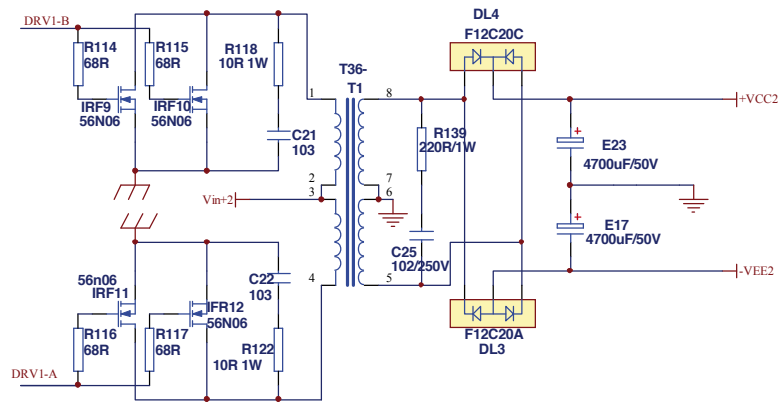 DRV1-B
R114
68R
R115
68R
IRF9
56N06
IRF10
56N06
R118
10R 1W
C21
103
T36-
T1
1
2
3
4
8
7
6
5
Vin+2
R139
220R/1W
C25
102/250V
DL4
F12C20C
+VCC2
E23
4700uF/50V
E17
4700uF/50V
-VEE2
F12C20A
DL3
56n06
IRF11
IFR12
56N06
R116
68R
R117
68R
C22
103
R122
10R 1W
DRV1-A
+
+